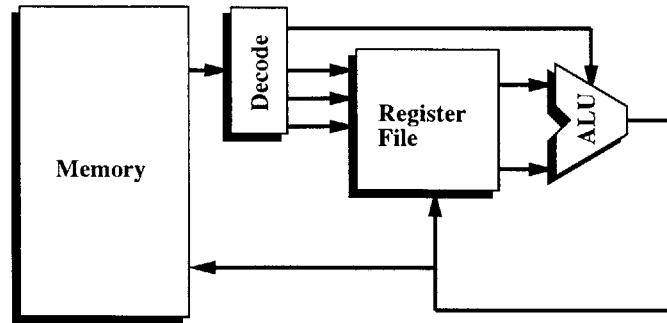 Memory
Decode
Register
File
ALU